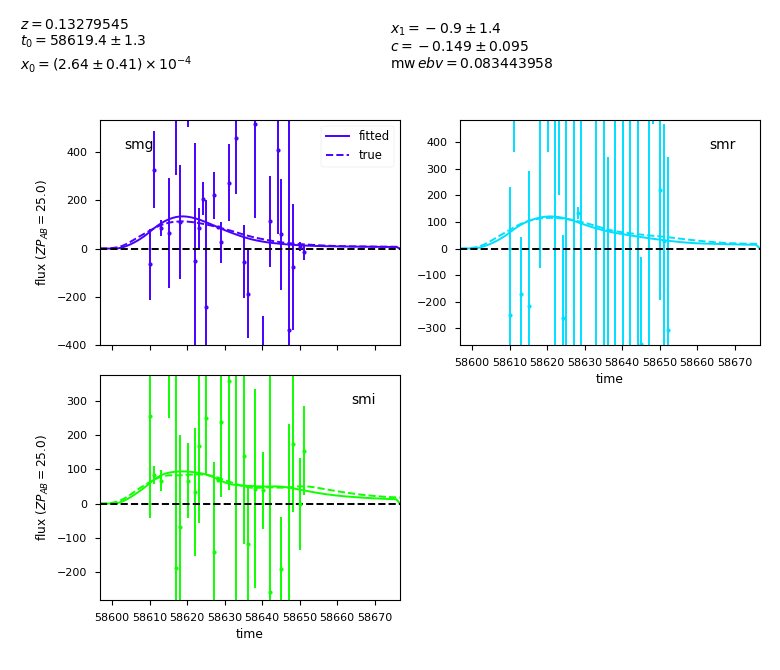 z = 0.13279545
t₀ = 58619.4 ± 1.3
x₀ = (2.64 ± 0.41) × 10⁻⁴
x₁ = −0.9 ± 1.4
c = −0.149 ± 0.095
mw ebv = 0.083443958
smg
fitted
true
400
200
0
−200
−400
flux (ZP_AB = 25.0)
smr
400
300
200
100
0
−100
−200
−300
58600 58610 58620 58630 58640 58650 58660 58670
time
smi
300
200
100
0
−100
−200
flux (ZP_AB = 25.0)
58600 58610 58620 58630 58640 58650 58660 58670
time